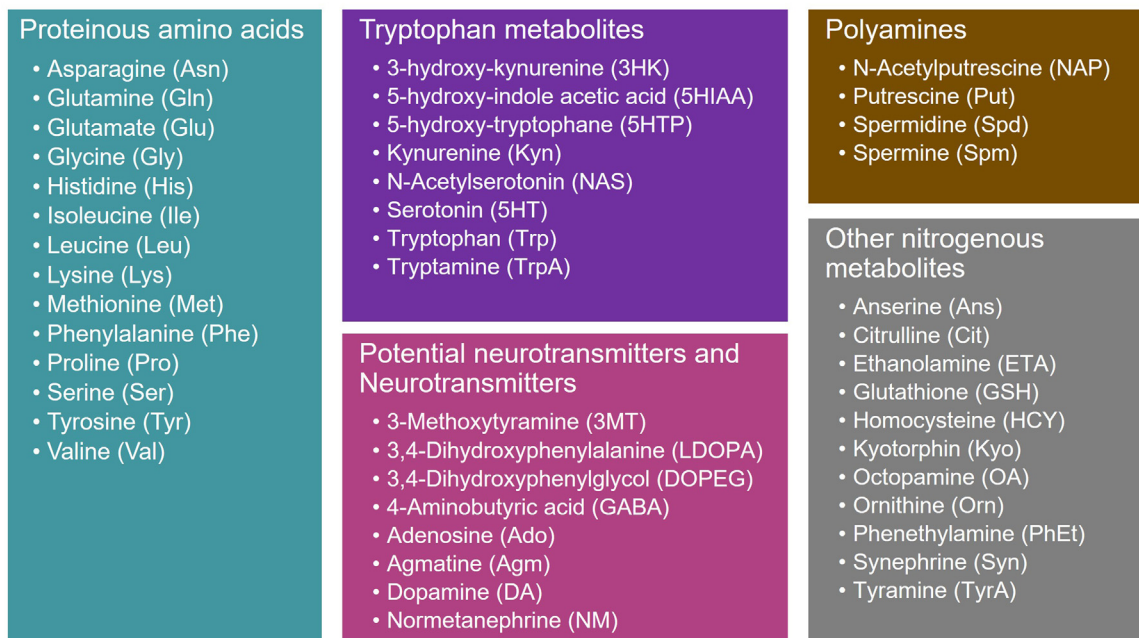 Proteinous amino acids
• Asparagine (Asn)
• Glutamine (Gln)
• Glutamate (Glu)
• Glycine (Gly)
• Histidine (His)
• Isoleucine (Ile)
• Leucine (Leu)
• Lysine (Lys)
• Methionine (Met)
• Phenylalanine (Phe)
• Proline (Pro)
• Serine (Ser)
• Tyrosine (Tyr)
• Valine (Val)
Tryptophan metabolites
• 3-hydroxy-kynurenine (3HK)
• 5-hydroxy-indole acetic acid (5HIAA)
• 5-hydroxy-tryptophane (5HTP)
• Kynurenine (Kyn)
• N-Acetylserotonin (NAS)
• Serotonin (5HT)
• Tryptophan (Trp)
• Tryptamine (TrpA)
Potential neurotransmitters and
Neurotransmitters
• 3-Methoxytyramine (3MT)
• 3,4-Dihydroxyphenylalanine (LDOPA)
• 3,4-Dihydroxyphenylglycol (DOPEG)
• 4-Aminobutyric acid (GABA)
• Adenosine (Ado)
• Agmatine (Agm)
• Dopamine (DA)
• Normetanephrine (NM)
Polyamines
• N-Acetylputrescine (NAP)
• Putrescine (Put)
• Spermidine (Spd)
• Spermine (Spm)
Other nitrogenous
metabolites
• Anserine (Ans)
• Citrulline (Cit)
• Ethanolamine (ETA)
• Glutathione (GSH)
• Homocysteine (HCY)
• Kyotorphin (Kyo)
• Octopamine (OA)
• Ornithine (Orn)
• Phenethylamine (PhEt)
• Synephrine (Syn)
• Tyramine (TyrA)